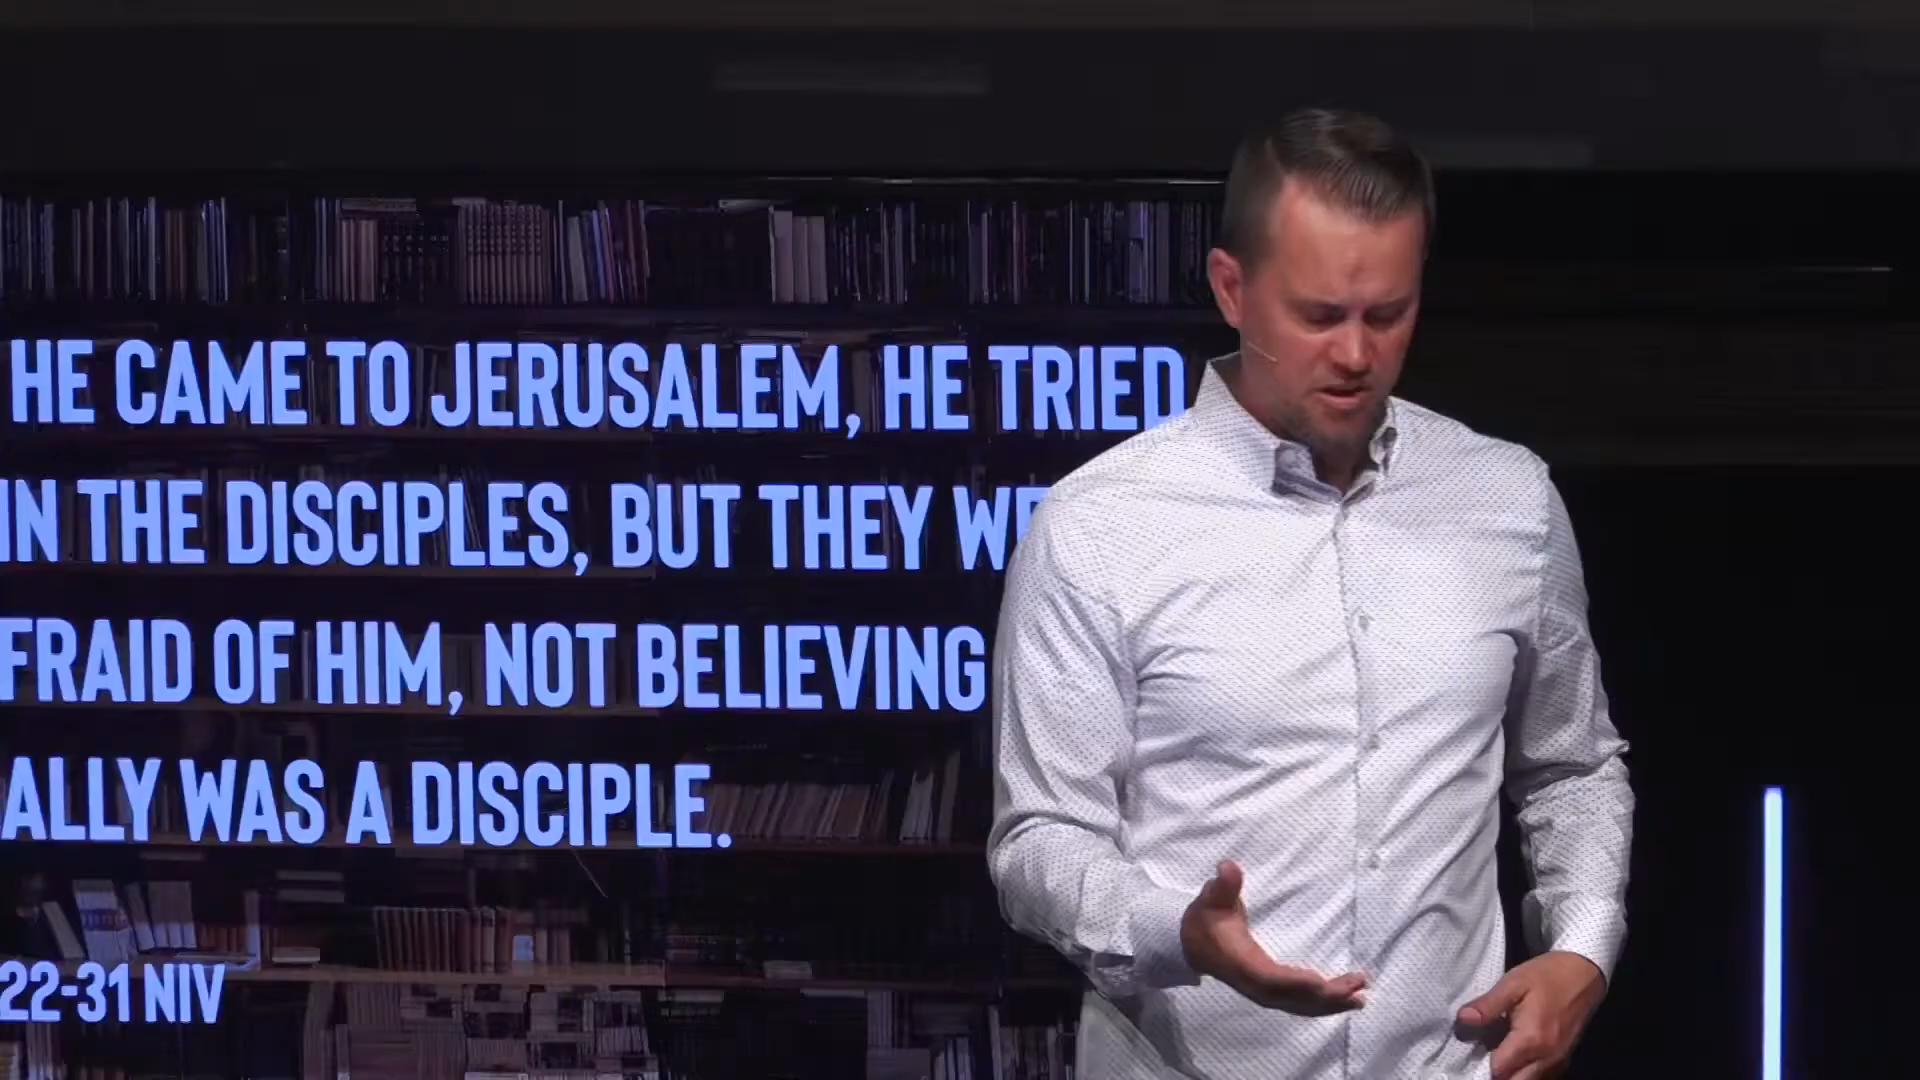 HE CAME TO JERUSALEM, HE TRIED
IN THE DISCIPLES, BUT THEY
FRAID OF HIM, NOT BELIEVING
ALLY WAS A DISCIPLE.
22-31 NIV